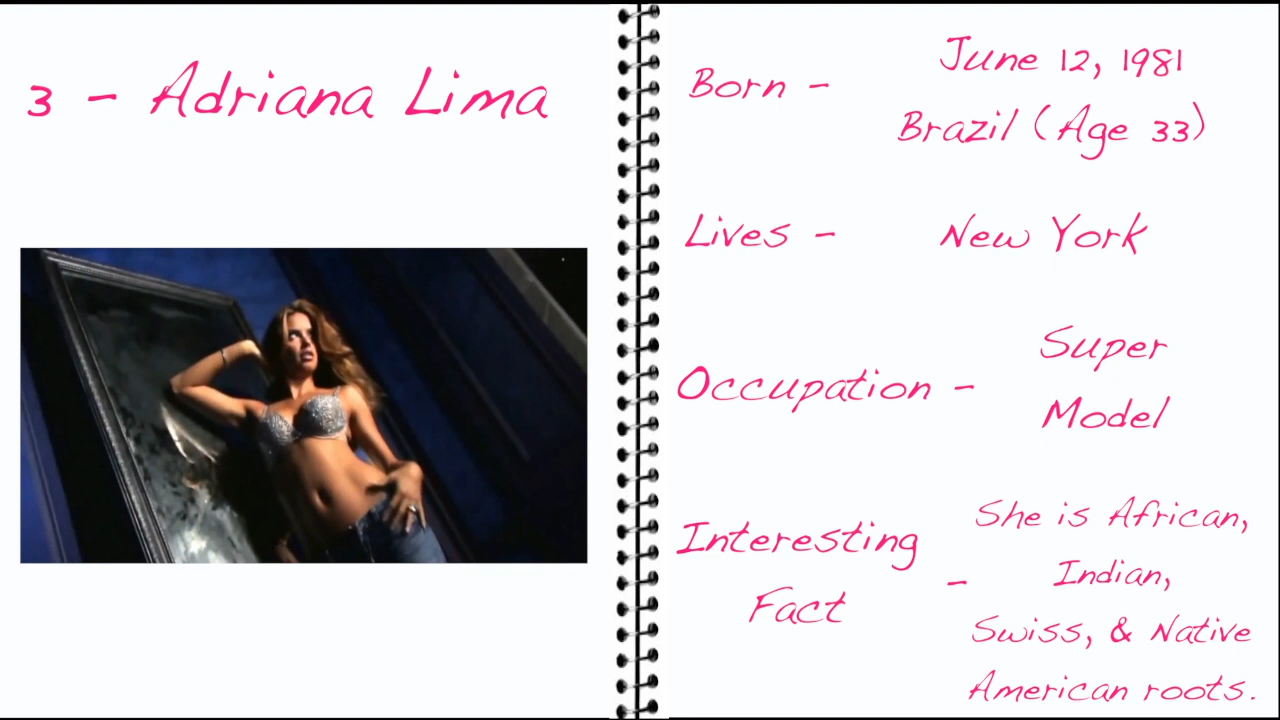 3 - Adriana Lima
Born -
June 12, 1981
Brazil (Age 33)
Lives -
New York
Occupation -
Super
Model
Interesting
Fact
-
She is African,
Indian,
Swiss, & Native
American roots.